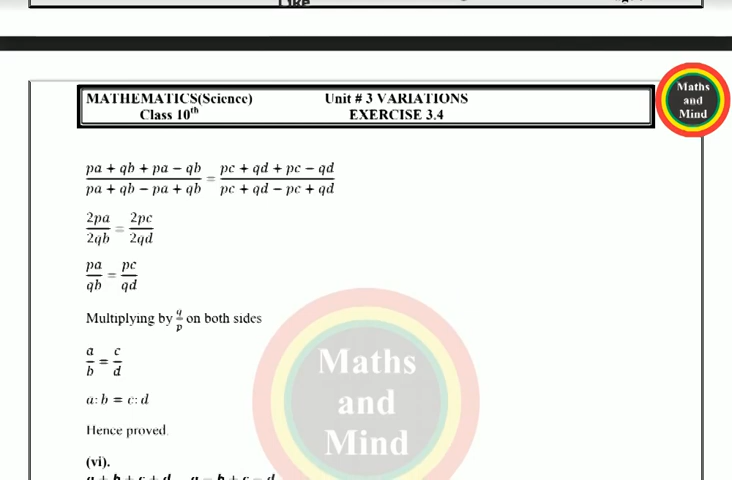 MATHEMATICS(Science) Unit # 3 VARIATIONS
Class 10th EXERCISE 3.4
Maths
and
Mind
pa + qb + pa − qb / pa + qb − pa + qb = pc + qd + pc − qd / pc + qd − pc + qd
2pa / 2qb = 2pc / 2qd
pa / qb = pc / qd
Multiplying by q/p on both sides
a / b = c / d
a: b = c: d
Hence proved.
Maths
and
Mind
(vi).